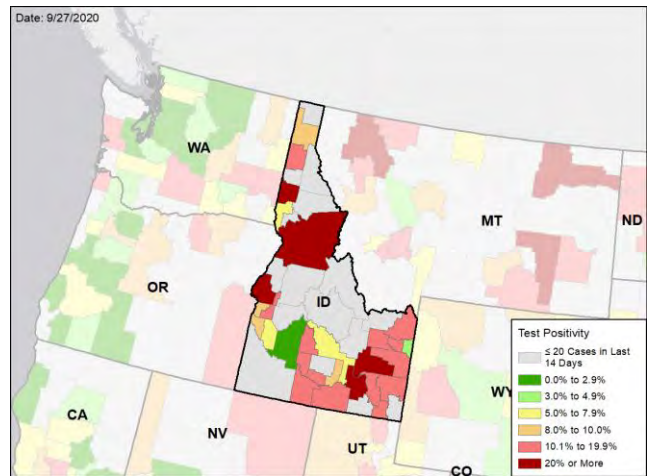 Date: 9/27/2020
WA
MT
ND
OR
ID
WY
CA
NV
UT
CO
Test Positivity
≤ 20 Cases in Last
14 Days
0.0% to 2.9%
3.0% to 4.9%
5.0% to 7.9%
8.0% to 10.0%
10.1% to 19.9%
20% or More